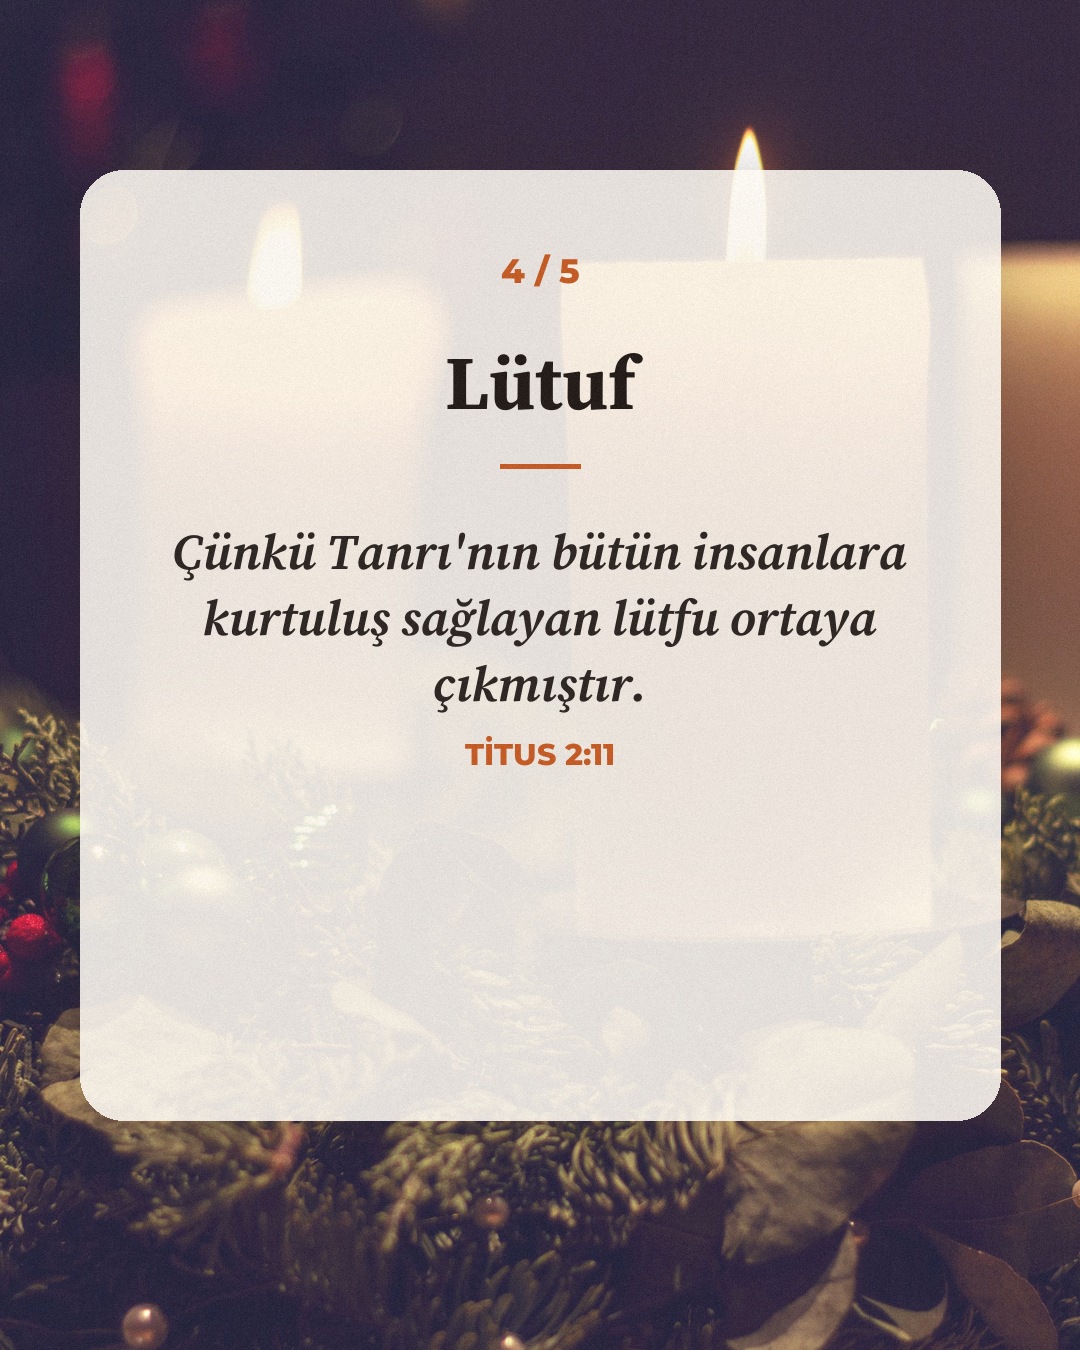 4 / 5
Lütuf
Çünkü Tanrı'nın bütün insanlara
kurtuluş sağlayan lütfu ortaya
çıkmıştır.
TİTUS 2:11